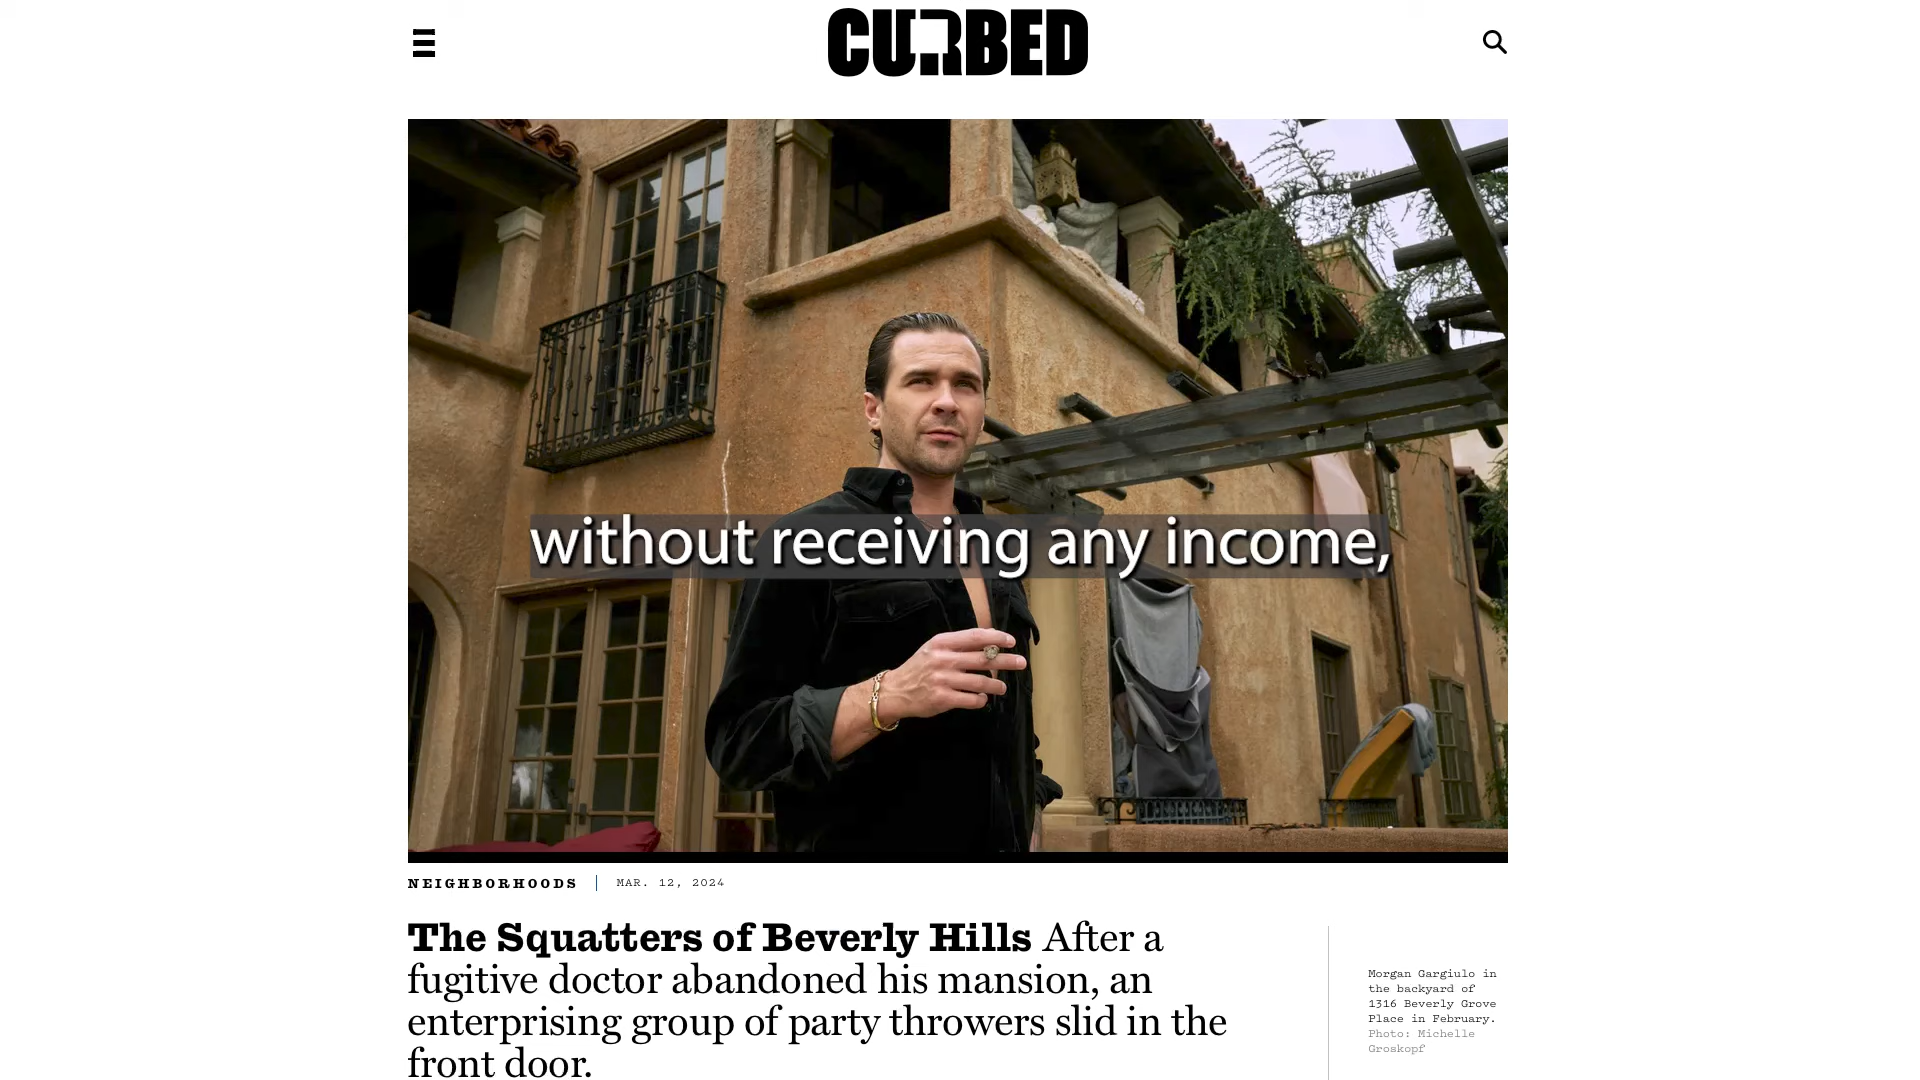 CURBED
without receiving any income,
NEIGHBORHOODS
MAR. 12, 2024
The Squatters of Beverly Hills After a
fugitive doctor abandoned his mansion, an
enterprising group of party throwers slid in the
front door.
Morgan Gargiulo in
the backyard of
1316 Beverly Grove
Place in February.
Photo: Michelle
Groskopf